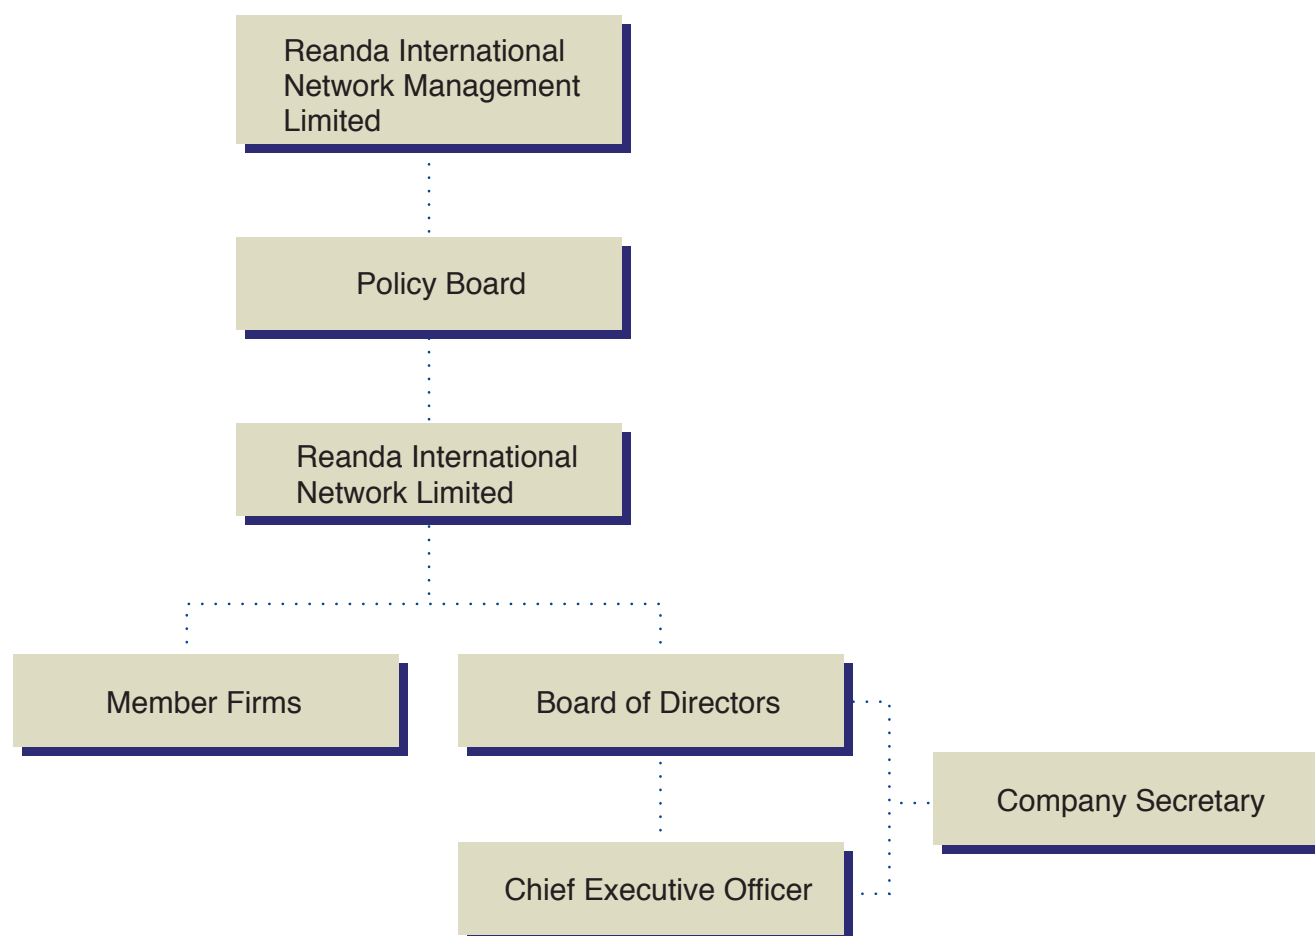 Reanda International
Network Management
Limited
Policy Board
Reanda International
Network Limited
Member Firms
Board of Directors
Company Secretary
Chief Executive Officer